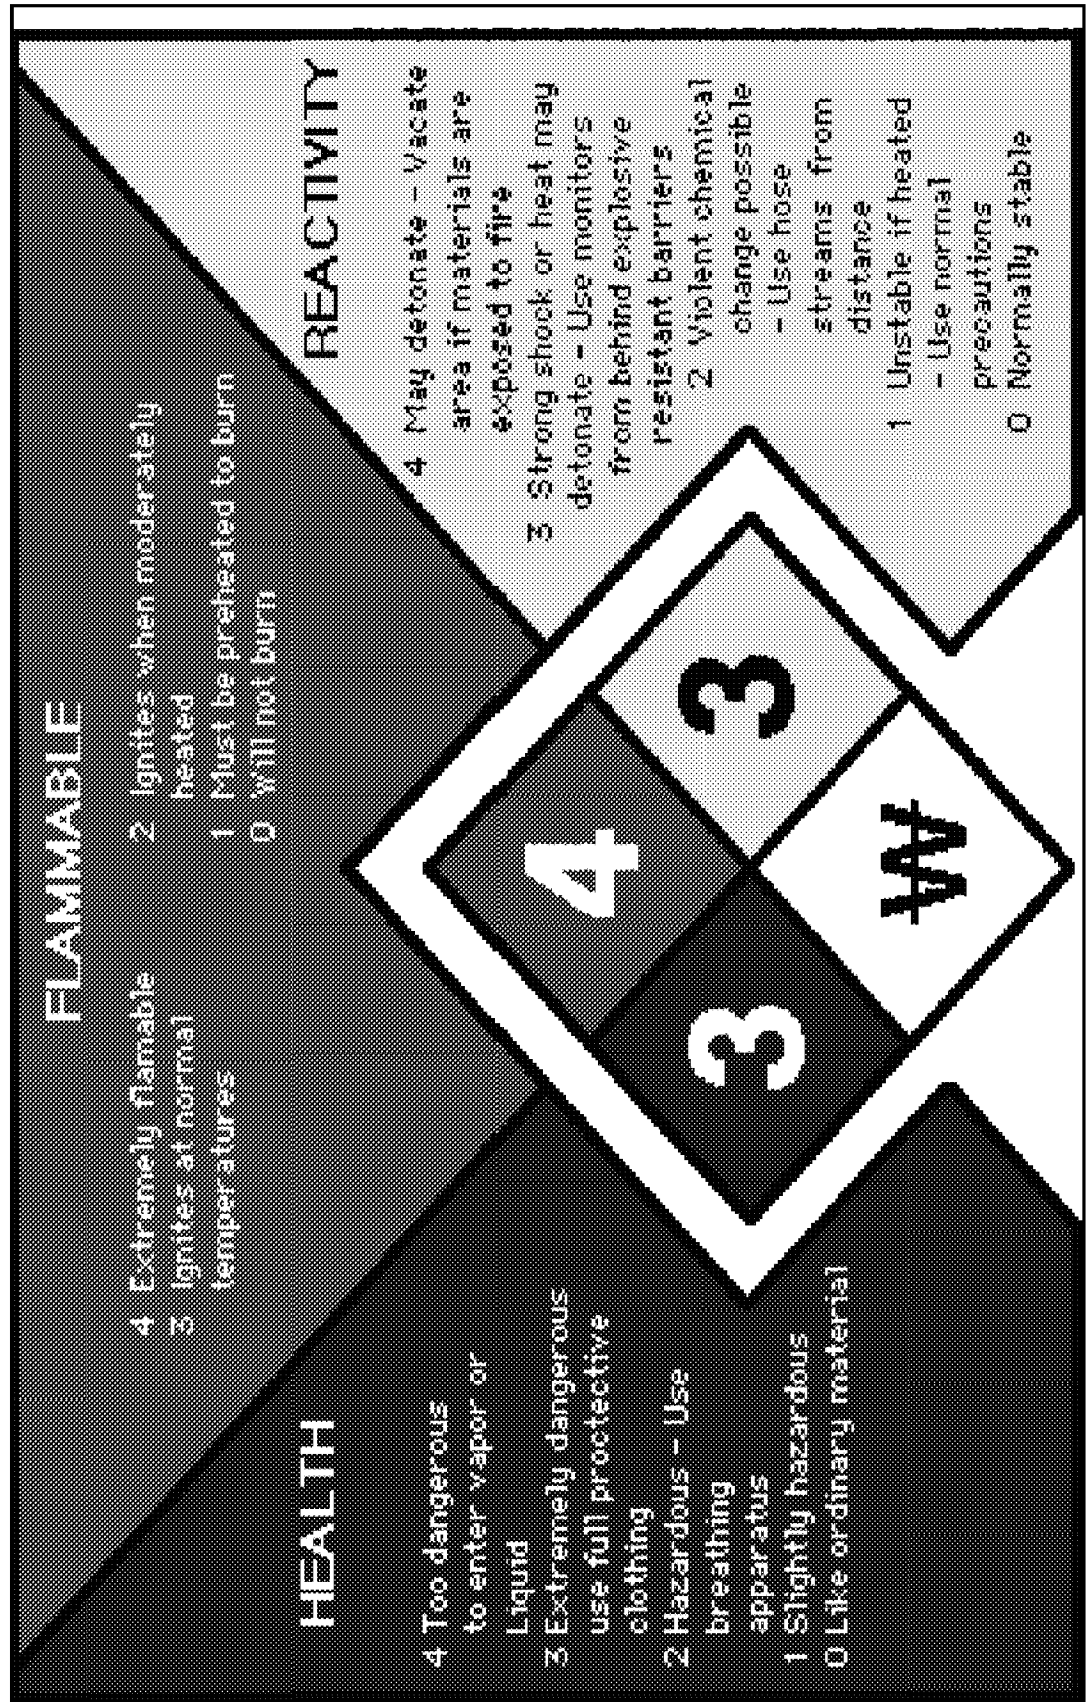 FLAMMABLE
4 Extremely flamable
3 Ignites at normal
temperatures
2 Ignites when moderately
heated
1 Must be preheated to burn
0 Will not burn
HEALTH
4 Too dangerous
to enter vapor or
Liquid
3 Extremely dangerous
use full proctective
clothing
2 Hazardous - Use
breathing
apparatus
1 Slightly hazardous
0 Like ordinary material
REACTIVITY
4 May detonate - Vacate
area if materials are
exposed to fire
3 Strong shock or heat may
detonate - Use monitors
from behind explosive
resistant barriers
2 Violent chemical
change possible
- Use hose
streams from
distance
1 Unstable if heated
- Use normal
precautions
0 Normally stable
4
3
3
W